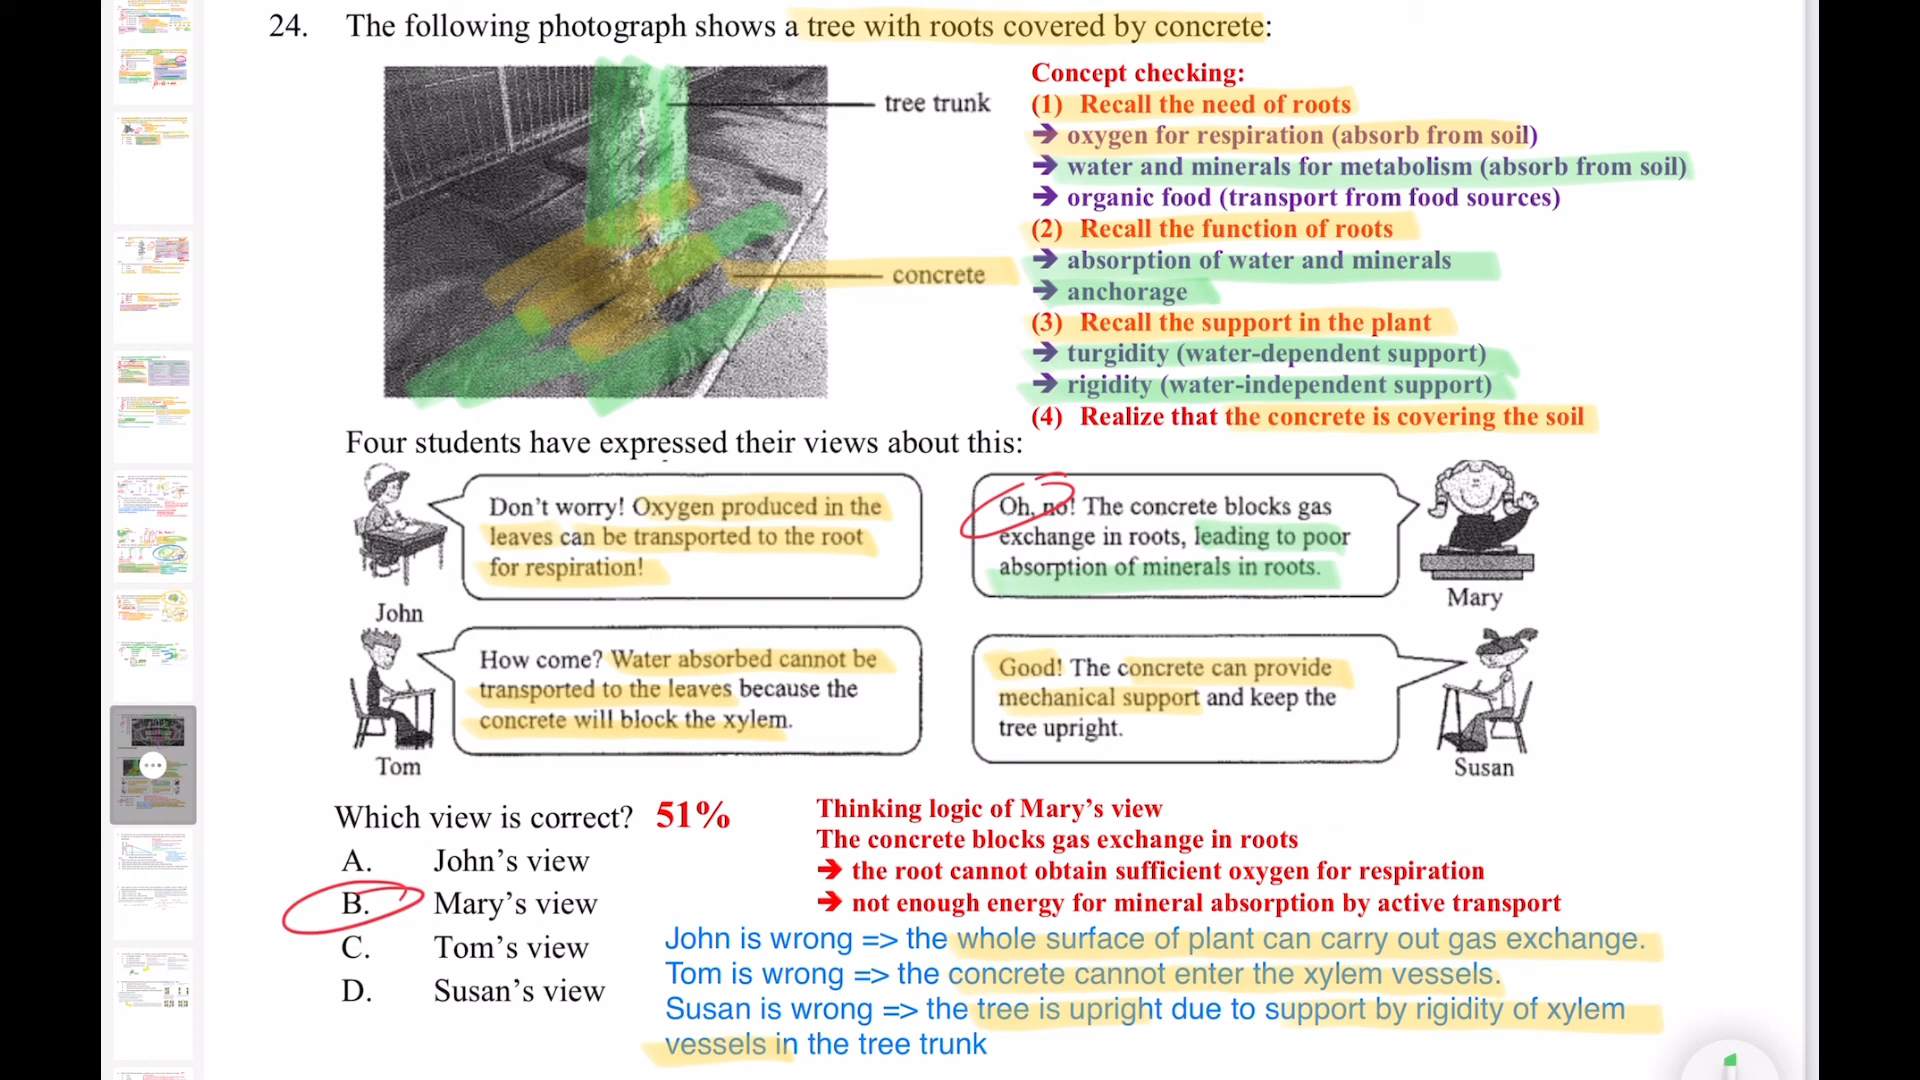 24. The following photograph shows a tree with roots covered by concrete:
tree trunk
concrete
Concept checking:
(1) Recall the need of roots
➔ oxygen for respiration (absorb from soil)
➔ water and minerals for metabolism (absorb from soil)
➔ organic food (transport from food sources)
(2) Recall the function of roots
➔ absorption of water and minerals
➔ anchorage
(3) Recall the support in the plant
➔ turgidity (water-dependent support)
➔ rigidity (water-independent support)
(4) Realize that the concrete is covering the soil
Four students have expressed their views about this:
Don't worry! Oxygen produced in the
leaves can be transported to the root
for respiration!
John
Oh, no! The concrete blocks gas
exchange in roots, leading to poor
absorption of minerals in roots.
Mary
How come? Water absorbed cannot be
transported to the leaves because the
concrete will block the xylem.
Tom
Good! The concrete can provide
mechanical support and keep the
tree upright.
Susan
Which view is correct? 51%
A. John's view
B. Mary's view
C. Tom's view
D. Susan's view
Thinking logic of Mary's view
The concrete blocks gas exchange in roots
➔ the root cannot obtain sufficient oxygen for respiration
➔ not enough energy for mineral absorption by active transport
John is wrong => the whole surface of plant can carry out gas exchange.
Tom is wrong => the concrete cannot enter the xylem vessels.
Susan is wrong => the tree is upright due to support by rigidity of xylem
vessels in the tree trunk